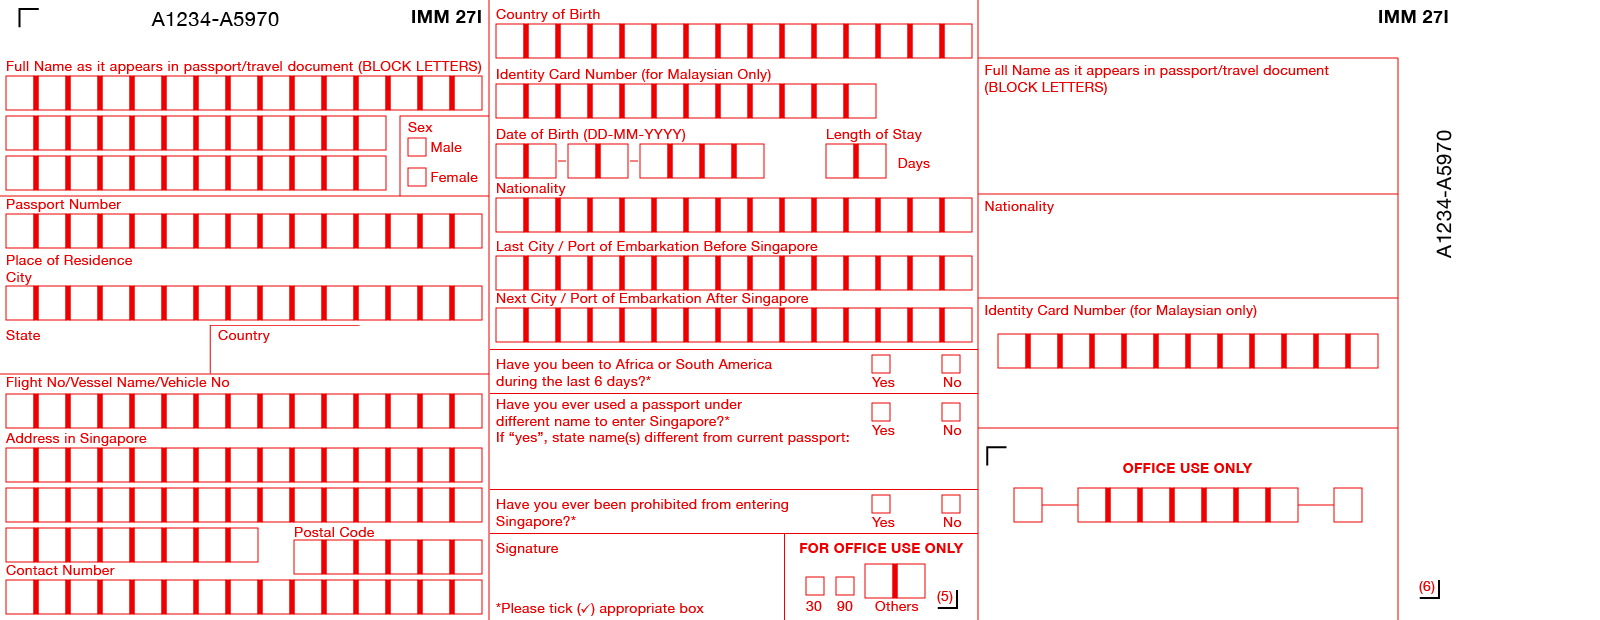 A1234-A5970
IMM 27I
Full Name as it appears in passport/travel document (BLOCK LETTERS)
Sex
Male
Female
Passport Number
Place of Residence
City
State
Country
Flight No/Vessel Name/Vehicle No
Address in Singapore
Postal Code
Contact Number
Country of Birth
Identity Card Number (for Malaysian Only)
Date of Birth (DD-MM-YYYY)
Length of Stay
– –
Days
Nationality
Last City / Port of Embarkation Before Singapore
Next City / Port of Embarkation After Singapore
Have you been to Africa or South America
during the last 6 days?*
Yes No
Have you ever used a passport under
different name to enter Singapore?*
If “yes”, state name(s) different from current passport:
Yes No
Have you ever been prohibited from entering
Singapore?*
Yes No
Signature
*Please tick (✓) appropriate box
FOR OFFICE USE ONLY
30 90 Others
(5)
IMM 27I
Full Name as it appears in passport/travel document
(BLOCK LETTERS)
Nationality
Identity Card Number (for Malaysian only)
OFFICE USE ONLY
A1234-A5970
(6)